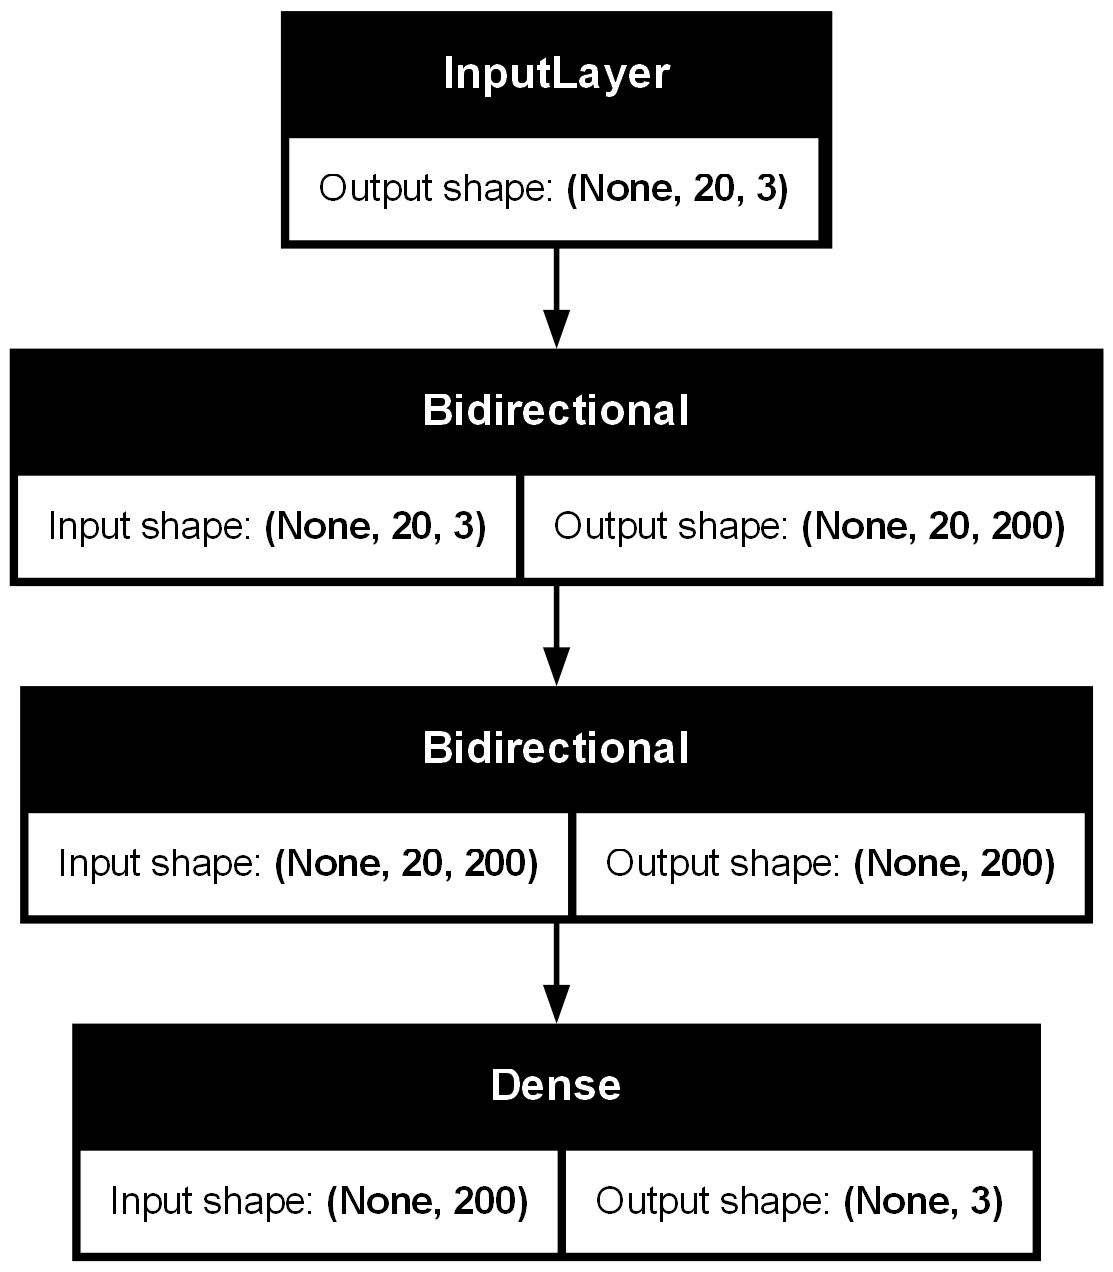 InputLayer
Output shape: (None, 20, 3)
Bidirectional
Input shape: (None, 20, 3) Output shape: (None, 20, 200)
Bidirectional
Input shape: (None, 20, 200) Output shape: (None, 200)
Dense
Input shape: (None, 200) Output shape: (None, 3)